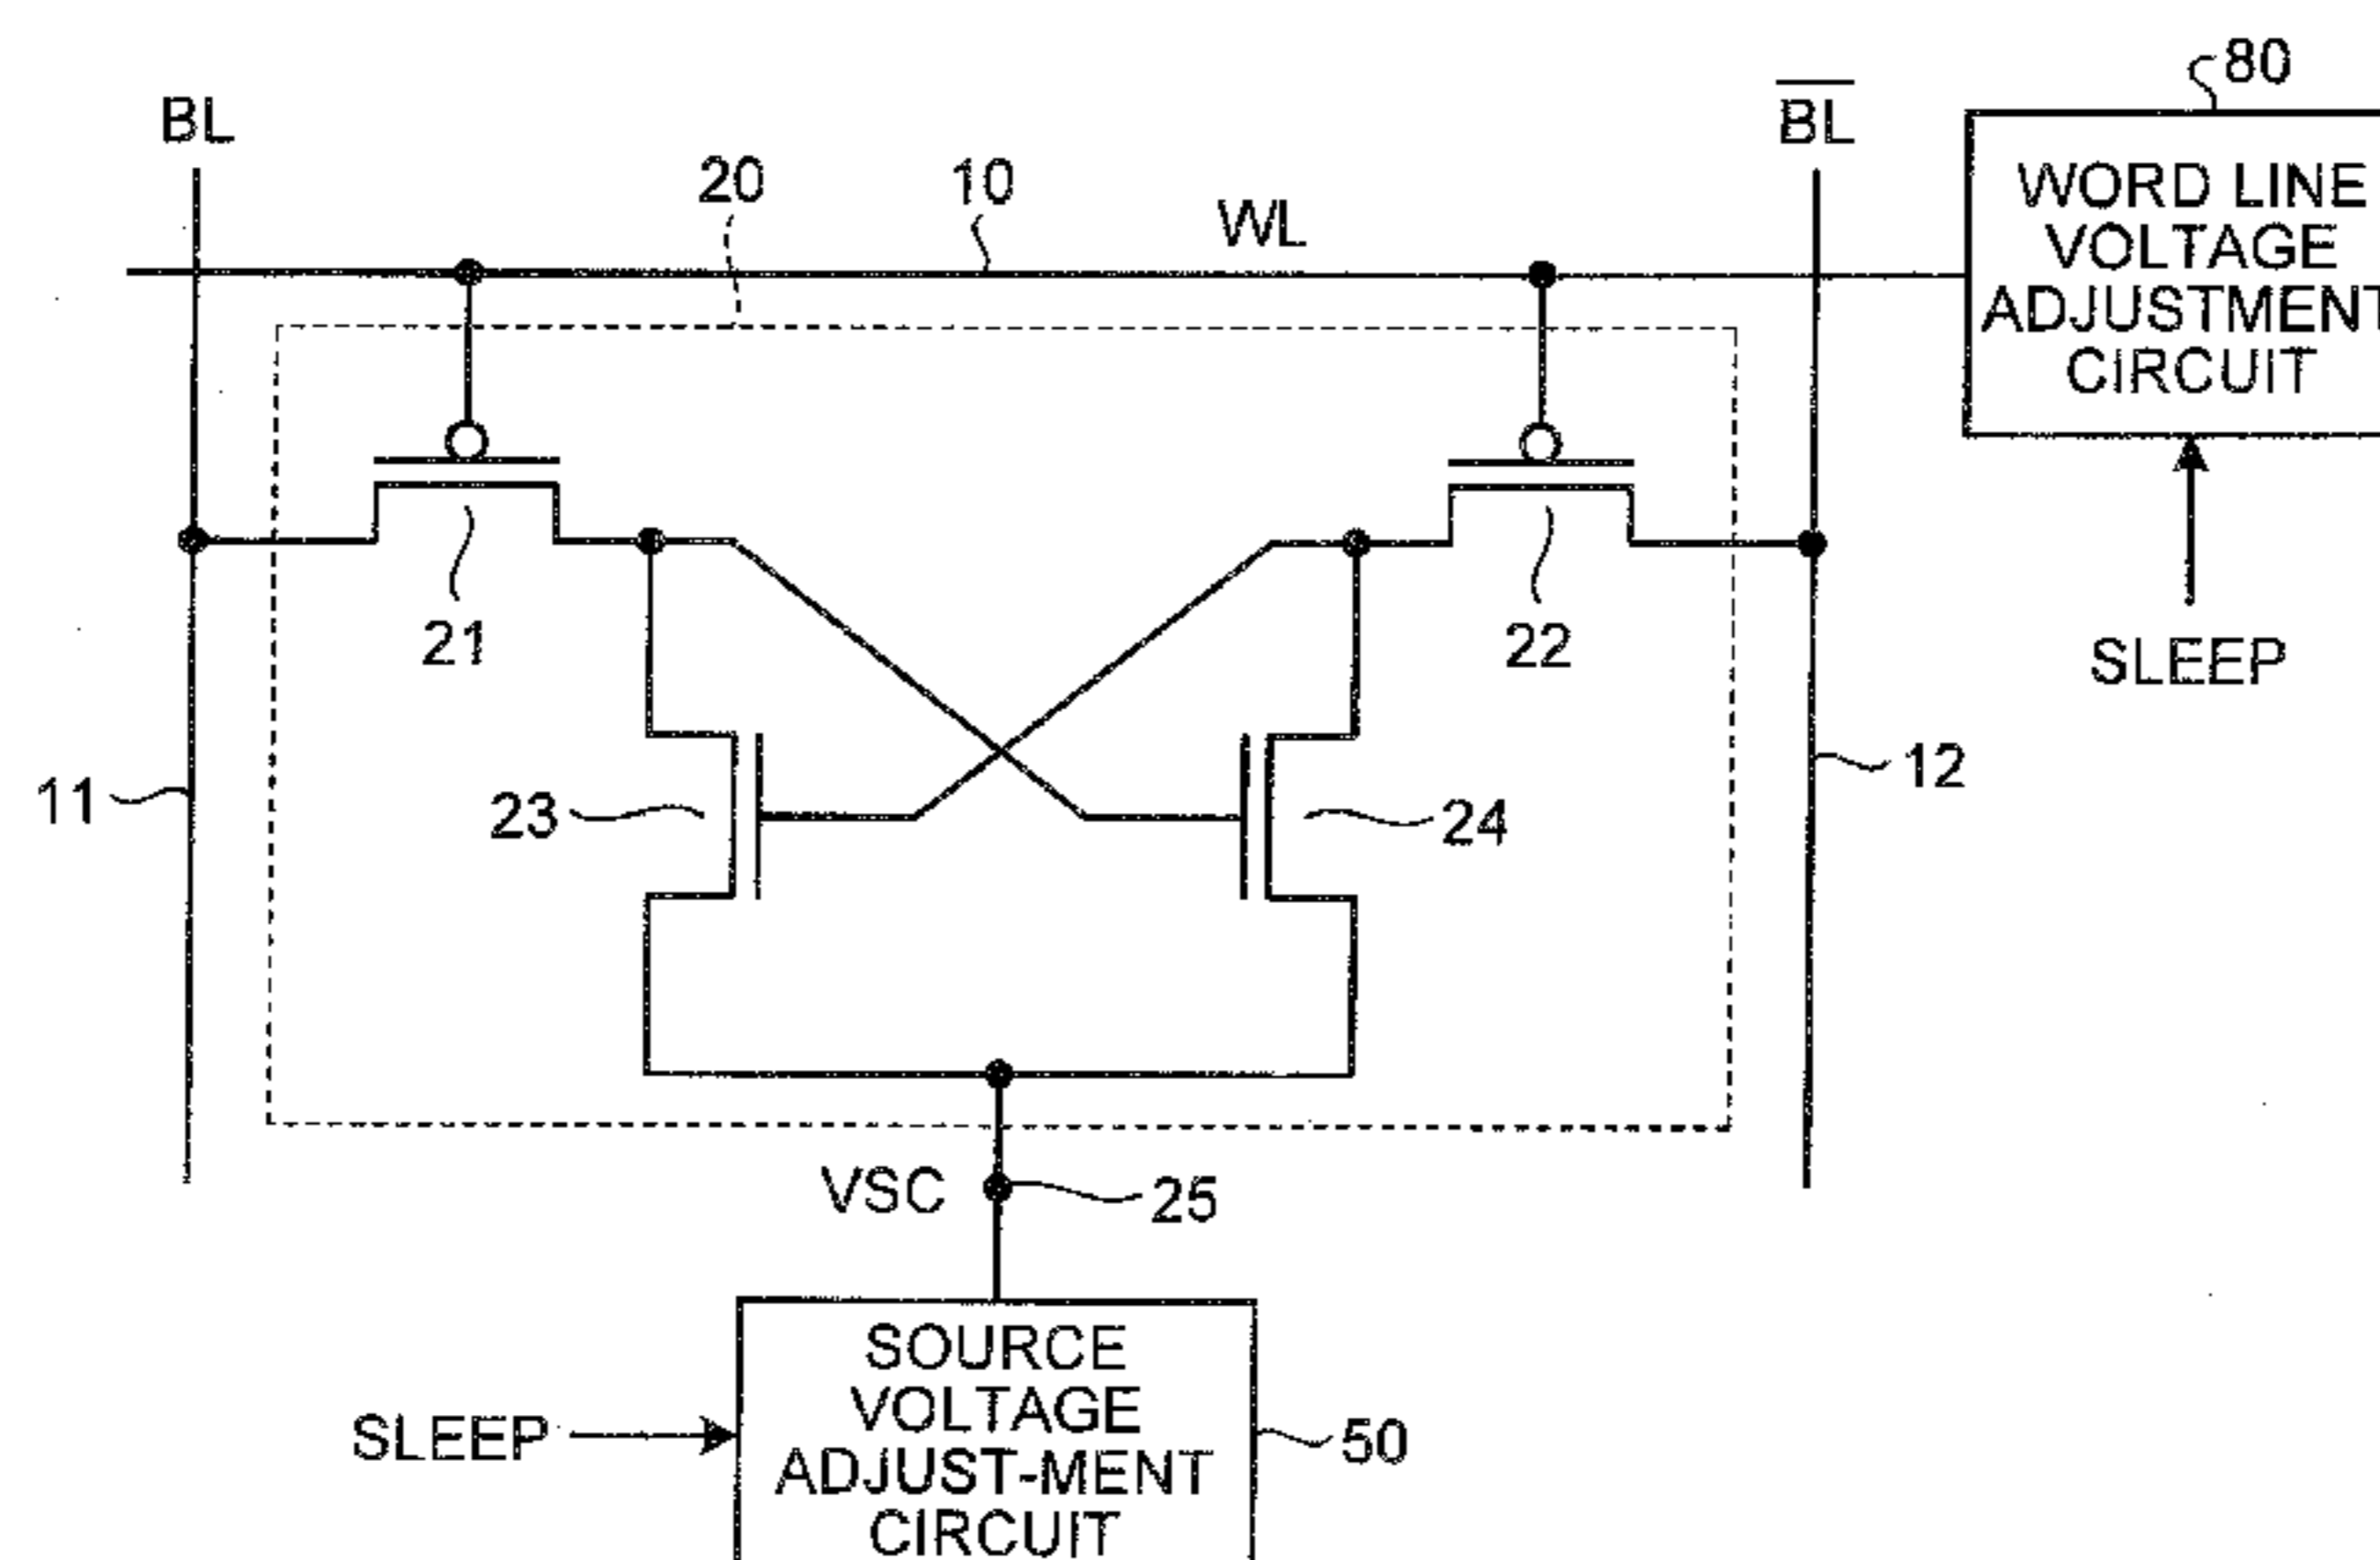 80
BL
BL
20
10
WL
WORD LINE
VOLTAGE
ADJUSTMENT
CIRCUIT
21
22
SLEEP
11
23
24
12
VSC
25
SOURCE
VOLTAGE
ADJUST-MENT
CIRCUIT
SLEEP
50